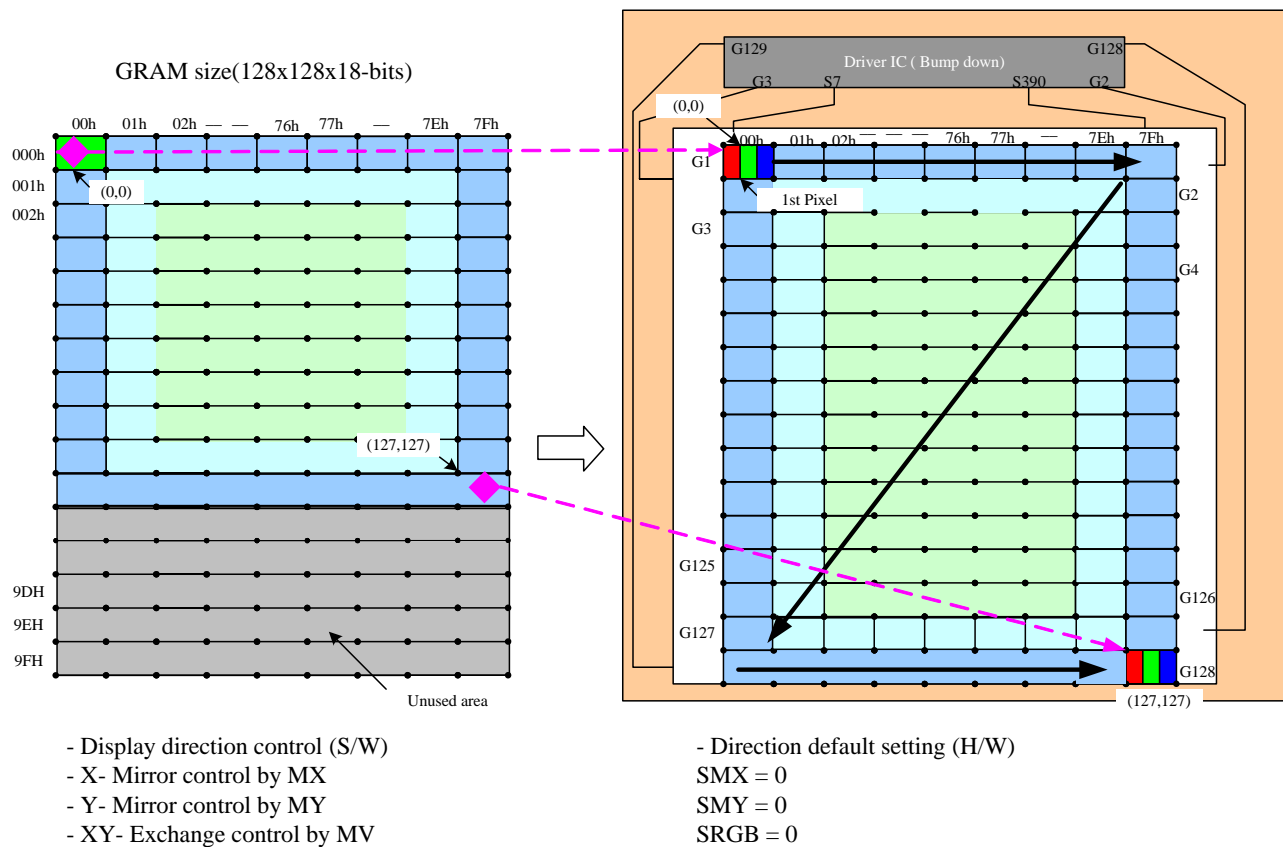 GRAM size(128x128x18-bits)
00h 01h 02h — — 76h 77h — 7Eh 7Fh
000h
(0,0)
001h
002h
(127,127)
9DH
9EH
9FH
Unused area
G129 G128
Driver IC ( Bump down)
G3 S7 S390 G2
(0,0)
00h 01h 02h — — — — 76h 77h — 7Eh 7Fh
G1
1st Pixel
G2
G3
G4
G125
G126
G127
G128
(127,127)
- Display direction control (S/W)
- X- Mirror control by MX
- Y- Mirror control by MY
- XY- Exchange control by MV
- Direction default setting (H/W)
SMX = 0
SMY = 0
SRGB = 0